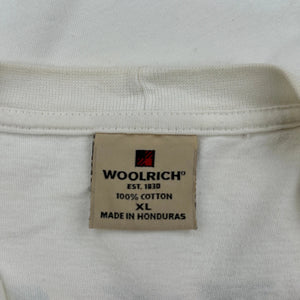 WOOLRICH®
EST. 1830
100% COTTON
XL
MADE IN HONDURAS